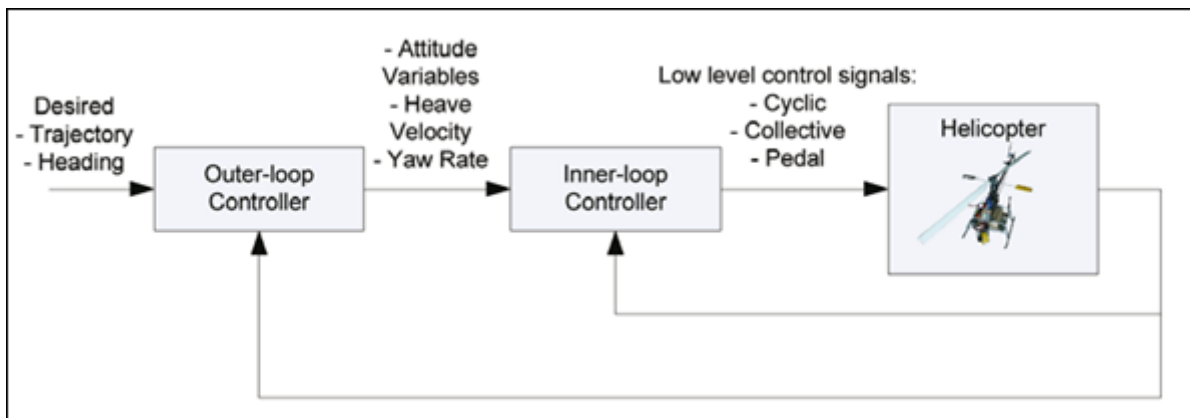 Desired
- Trajectory
- Heading
Outer-loop
Controller
- Attitude
Variables
- Heave
Velocity
- Yaw Rate
Inner-loop
Controller
Low level control signals:
- Cyclic
- Collective
- Pedal
Helicopter